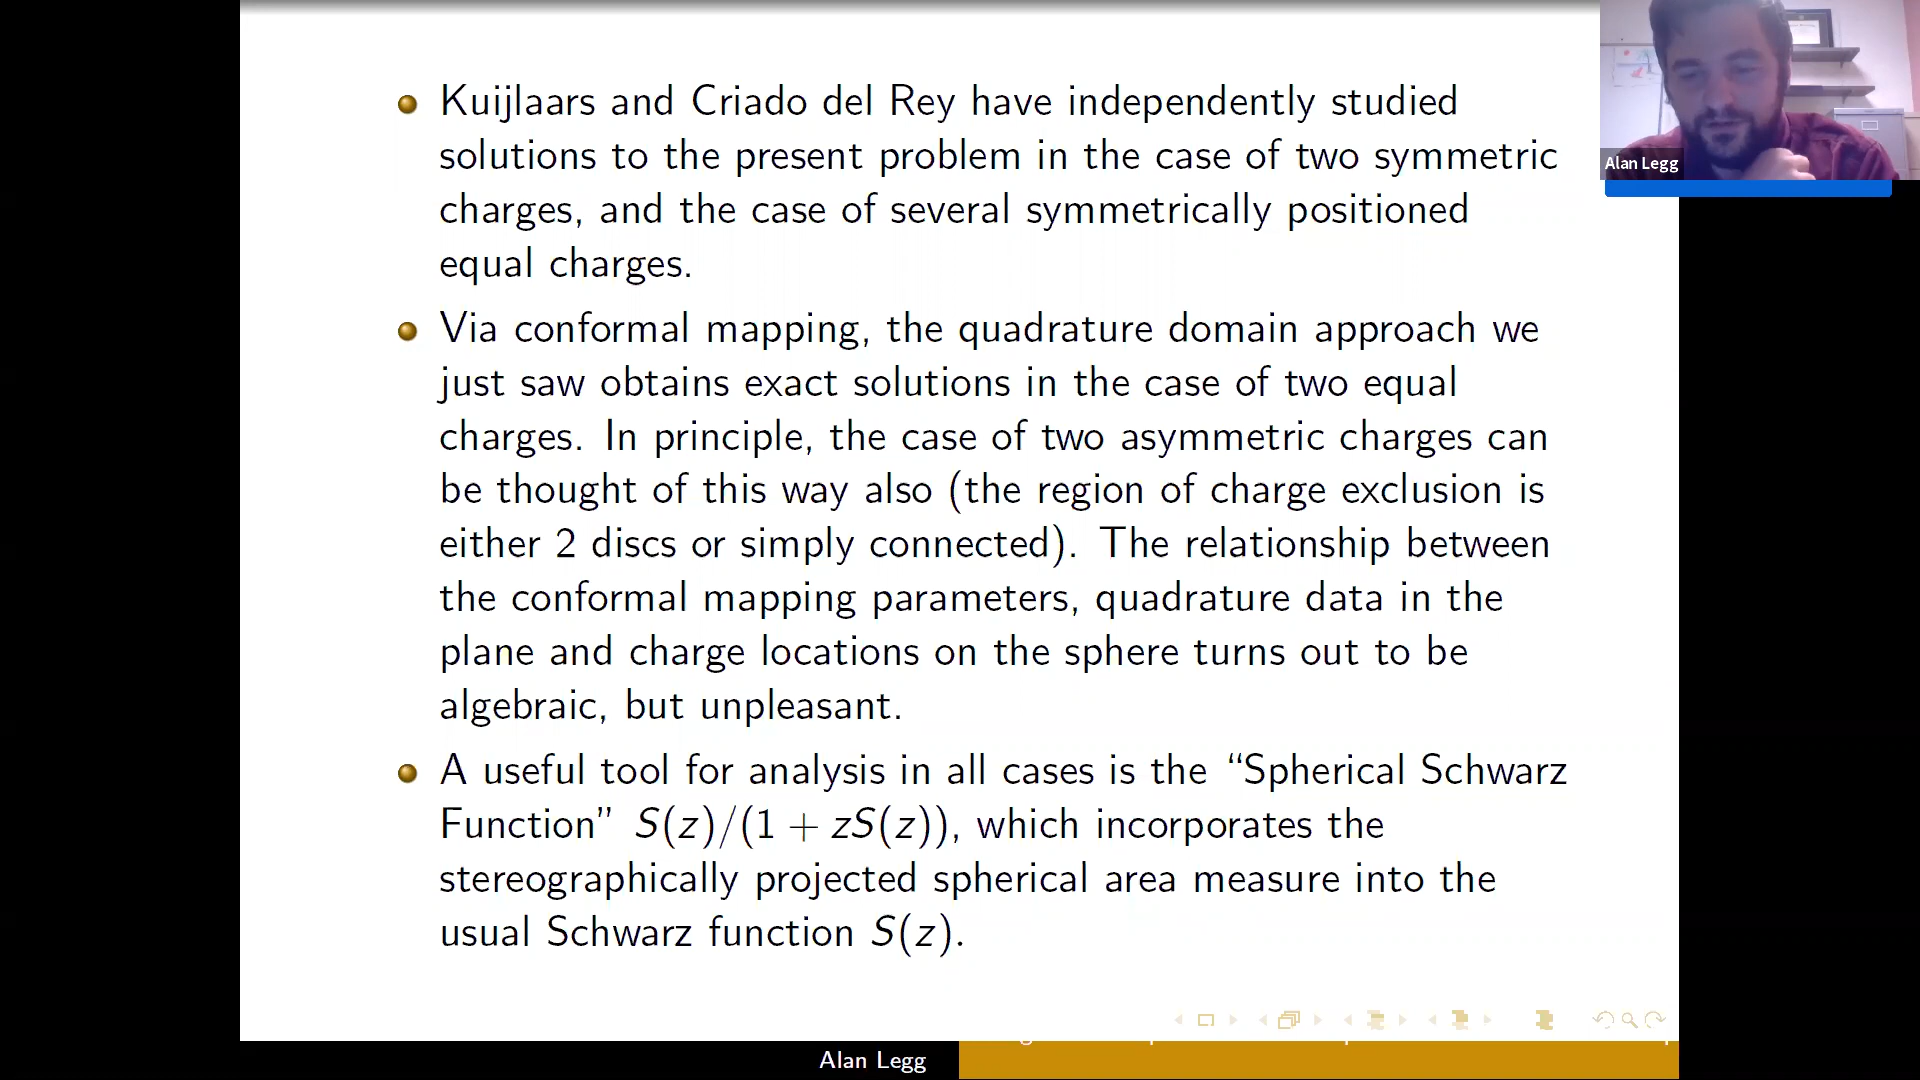 Kuijlaars and Criado del Rey have independently studied
solutions to the present problem in the case of two symmetric
charges, and the case of several symmetrically positioned
equal charges.
Via conformal mapping, the quadrature domain approach we
just saw obtains exact solutions in the case of two equal
charges. In principle, the case of two asymmetric charges can
be thought of this way also (the region of charge exclusion is
either 2 discs or simply connected). The relationship between
the conformal mapping parameters, quadrature data in the
plane and charge locations on the sphere turns out to be
algebraic, but unpleasant.
A useful tool for analysis in all cases is the “Spherical Schwarz
Function” S(z)/(1 + zS(z)), which incorporates the
stereographically projected spherical area measure into the
usual Schwarz function S(z).
Alan Legg
Alan Legg